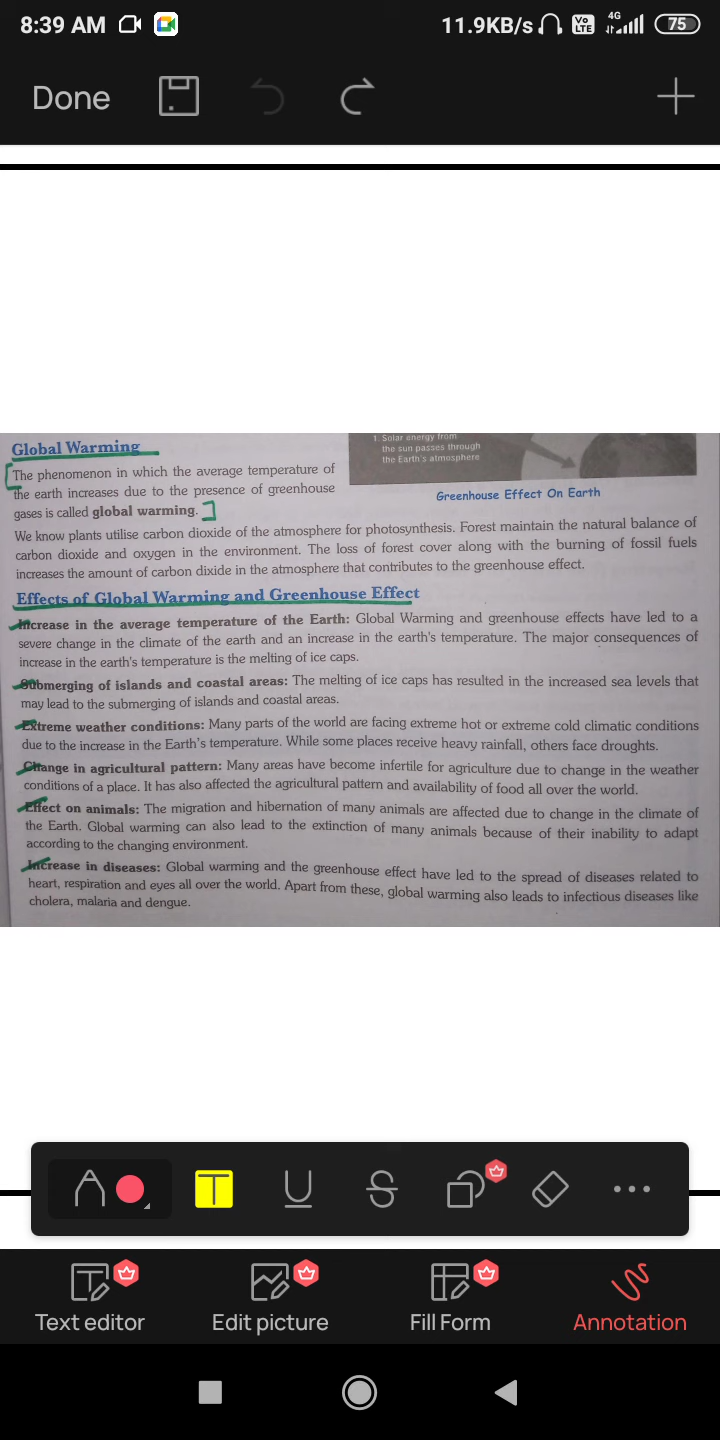 8:39 AM
11.9KB/s Vo LTE 4G 75
Done
1. Solar energy from
the sun passes through
the Earth's atmosphere
Greenhouse Effect On Earth
Global Warming
The phenomenon in which the average temperature of
the earth increases due to the presence of greenhouse
gases is called global warming.
We know plants utilise carbon dioxide of the atmosphere for photosynthesis. Forest maintain the natural balance of
carbon dioxide and oxygen in the environment. The loss of forest cover along with the burning of fossil fuels
increases the amount of carbon dixide in the atmosphere that contributes to the greenhouse effect.
Effects of Global Warming and Greenhouse Effect
Increase in the average temperature of the Earth: Global Warming and greenhouse effects have led to a
severe change in the climate of the earth and an increase in the earth's temperature. The major consequences of
increase in the earth's temperature is the melting of ice caps.
Submerging of islands and coastal areas: The melting of ice caps has resulted in the increased sea levels that
may lead to the submerging of islands and coastal areas.
Extreme weather conditions: Many parts of the world are facing extreme hot or extreme cold climatic conditions
due to the increase in the Earth's temperature. While some places receive heavy rainfall, others face droughts.
Change in agricultural pattern: Many areas have become infertile for agriculture due to change in the weather
conditions of a place. It has also affected the agricultural pattern and availability of food all over the world.
Effect on animals: The migration and hibernation of many animals are affected due to change in the climate of
the Earth. Global warming can also lead to the extinction of many animals because of their inability to adapt
according to the changing environment.
Increase in diseases: Global warming and the greenhouse effect have led to the spread of diseases related to
heart, respiration and eyes all over the world. Apart from these, global warming also leads to infectious diseases like
cholera, malaria and dengue.
T U S
Text editor
Edit picture
Fill Form
Annotation